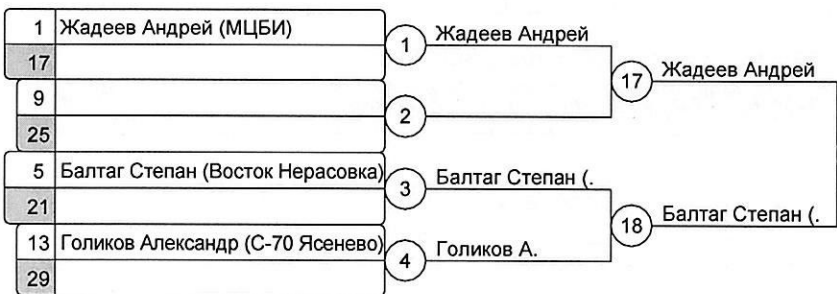 1 Жадеев Андрей (МЦБИ)
17
1 Жадеев Андрей
17 Жадеев Андрей
9
25
2
5 Балтаг Степан (Восток Нерасовка)
21
3 Балтаг Степан (.
18 Балтаг Степан (.
13 Голиков Александр (С-70 Ясенево)
29
4 Голиков А.